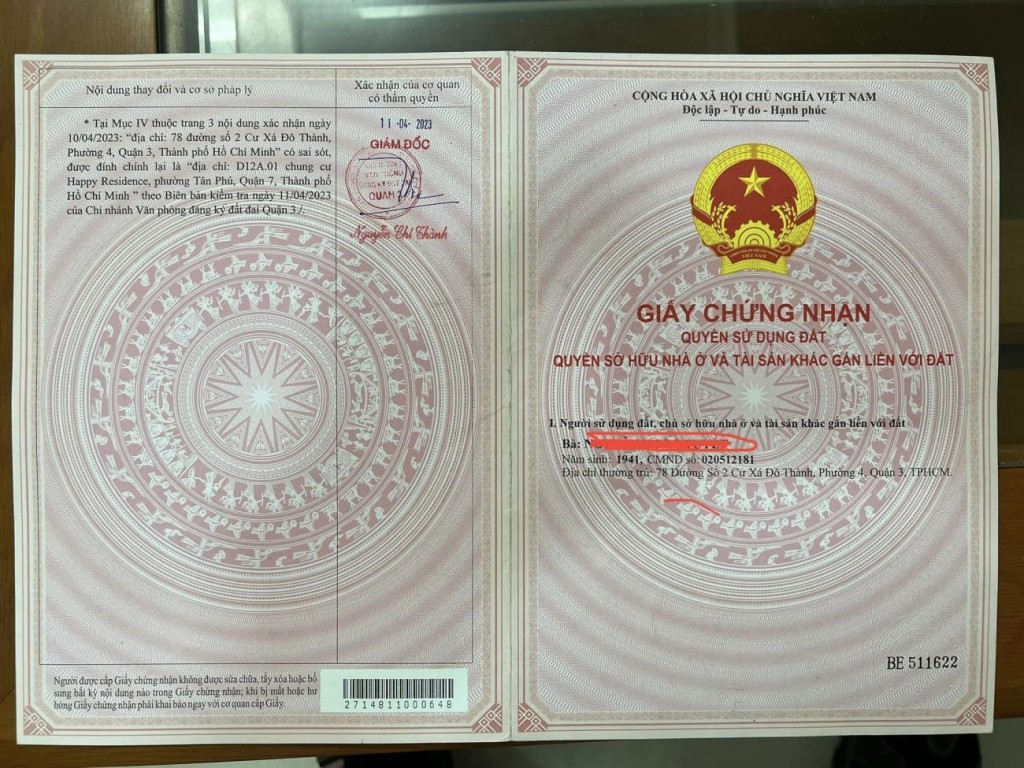 Nội dung thay đổi và cơ sở pháp lý
Xác nhận của cơ quan
có thẩm quyền
* Tại Mục IV thuộc trang 3 nội dung xác nhận ngày
10/04/2023: “địa chỉ: 78 đường số 2 Cư Xá Đô Thành,
Phường 4, Quận 3, Thành phố Hồ Chí Minh” có sai sót,
được đính chính lại là “địa chỉ: D12A.01 chung cư
Happy Residence, phường Tân Phú, Quận 7, Thành phố
Hồ Chí Minh ” theo Biên bản kiểm tra ngày 11/04/2023
của Chi nhánh Văn phòng đăng ký đất đai Quận 3./.
11 -04- 2023
GIÁM ĐỐC
QUẬN 3
Nguyễn Chí Thành
Người được cấp Giấy chứng nhận không được sửa chữa, tẩy xóa hoặc bổ
sung bất kỳ nội dung nào trong Giấy chứng nhận; khi bị mất hoặc hư
hỏng Giấy chứng nhận phải khai báo ngay với cơ quan cấp Giấy.
2714811000648
CỘNG HÒA XÃ HỘI CHỦ NGHĨA VIỆT NAM
Độc lập - Tự do - Hạnh phúc
VIỆT NAM
GIẤY CHỨNG NHẬN
QUYỀN SỬ DỤNG ĐẤT
QUYỀN SỞ HỮU NHÀ Ở VÀ TÀI SẢN KHÁC GẮN LIỀN VỚI ĐẤT
I. Người sử dụng đất, chủ sở hữu nhà ở và tài sản khác gắn liền với đất
Bà:
Năm sinh: 1941, CMND số: 020512181
Địa chỉ thường trú: 78 Đường Số 2 Cư Xá Đô Thành, Phường 4, Quận 3, TPHCM.
BE 511622